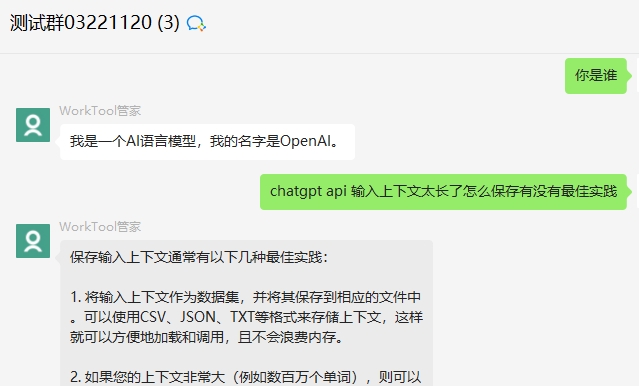 测试群03221120 (3)
你是谁
WorkTool管家
我是一个AI语言模型，我的名字是OpenAI。
chatgpt api 输入上下文太长了怎么保存有没有最佳实践
WorkTool管家
保存输入上下文通常有以下几种最佳实践：
1. 将输入上下文作为数据集，并将其保存到相应的文件中
。可以使用CSV、JSON、TXT等格式来存储上下文，这样
就可以方便地加载和调用，且不会浪费内存。
2. 如果您的上下文非常大（例如数百万个单词），则可以